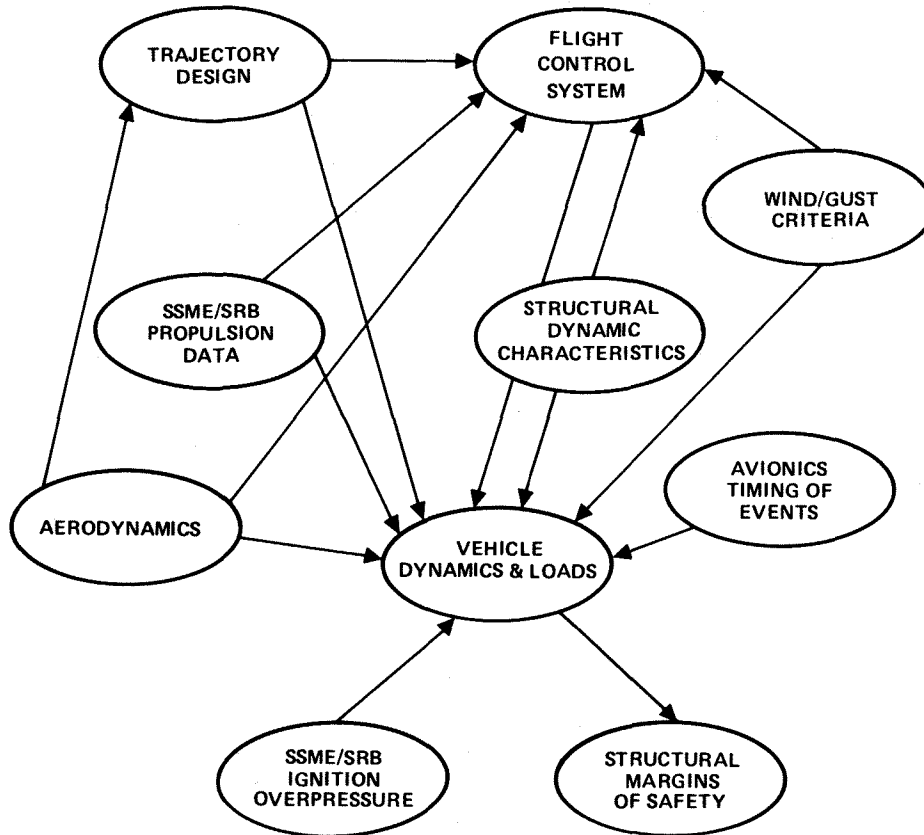 TRAJECTORY
DESIGN
FLIGHT
CONTROL
SYSTEM
WIND/GUST
CRITERIA
SSME/SRB
PROPULSION
DATA
STRUCTURAL
DYNAMIC
CHARACTERISTICS
AERODYNAMICS
AVIONICS
TIMING OF
EVENTS
VEHICLE
DYNAMICS & LOADS
SSME/SRB
IGNITION
OVERPRESSURE
STRUCTURAL
MARGINS
OF SAFETY